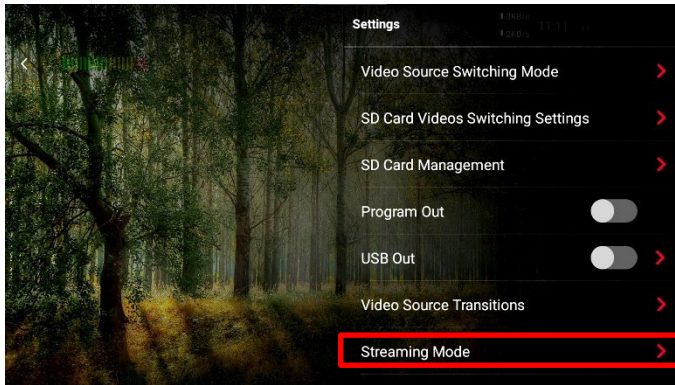 Settings
Video Source Switching Mode
SD Card Videos Switching Settings
SD Card Management
Program Out
USB Out
Video Source Transitions
Streaming Mode